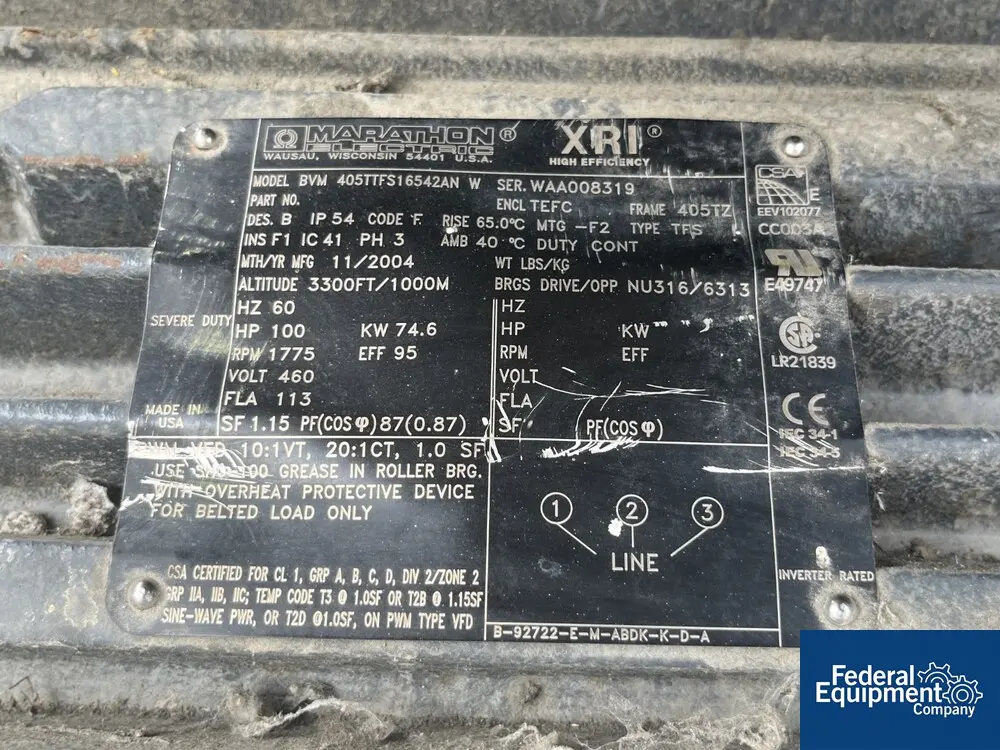 MARATHON®
ELECTRIC
WAUSAU, WISCONSIN 54401 U.S.A.
XRI®
HIGH EFFICIENCY
MODEL BVM 405TTFS16542AN W SER. WAA008319
PART NO. ENCL TEFC FRAME 405TZ
DES. B IP 54 CODE F RISE 65.0°C MTG -F2 TYPE TFS
INS F1 IC 41 PH 3 AMB 40 °C DUTY CONT
MTH/YR MFG 11/2004 WT LBS/KG
ALTITUDE 3300FT/1000M BRGS DRIVE/OPP NU316/6313
SEVERE DUTY
HZ 60
HP 100 KW 74.6
RPM 1775 EFF 95
VOLT 460
FLA 113
SF 1.15 PF(COS φ)87(0.87)
MADE IN
USA
HZ
HP KW
RPM EFF
VOLT
FLA
SF PF(COS φ)
CSA
E
EEV102077
CC003A
UR
E49747
SA
LR21839
CE
IEC 34-1
IEC 34-5
VFD 10:1VT, 20:1CT, 1.0 SF
USE 100 GREASE IN ROLLER BRG.
WITH OVERHEAT PROTECTIVE DEVICE
FOR BELTED LOAD ONLY
1 2 3
LINE
CSA CERTIFIED FOR CL 1, GRP A, B, C, D, DIV 2/ZONE 2
GRP IIA, IIB, IIC; TEMP CODE T3 @ 1.0SF OR T2B @ 1.15SF
SINE-WAVE PWR, OR T2D @1.0SF, ON PWM TYPE VFD
B-92722-E-M-ABDK-K-D-A
INVERTER RATED
Federal
Equipment
Company